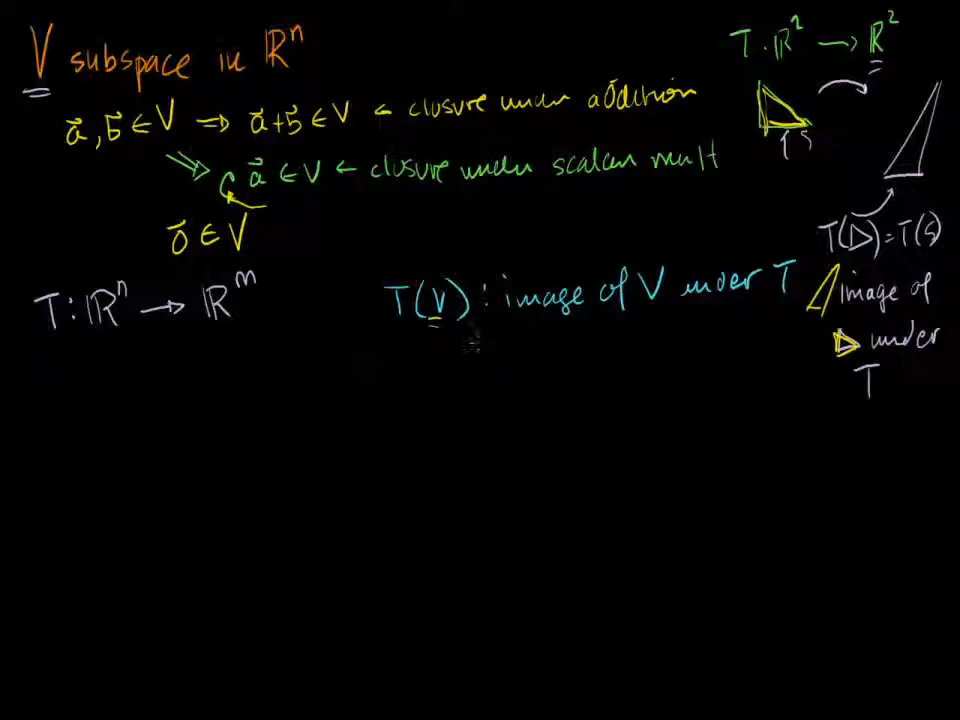 V subspace in ℝⁿ
a⃗, b⃗ ∈ V ⇒ a⃗+b⃗ ∈ V ← closure under addition
⇒ c a⃗ ∈ V ← closure under scalar mult
0⃗ ∈ V
T: ℝⁿ → ℝᵐ
T(V): image of V under T
T: ℝ² → ℝ²
S
T(△) = T(S)
image of
under
T